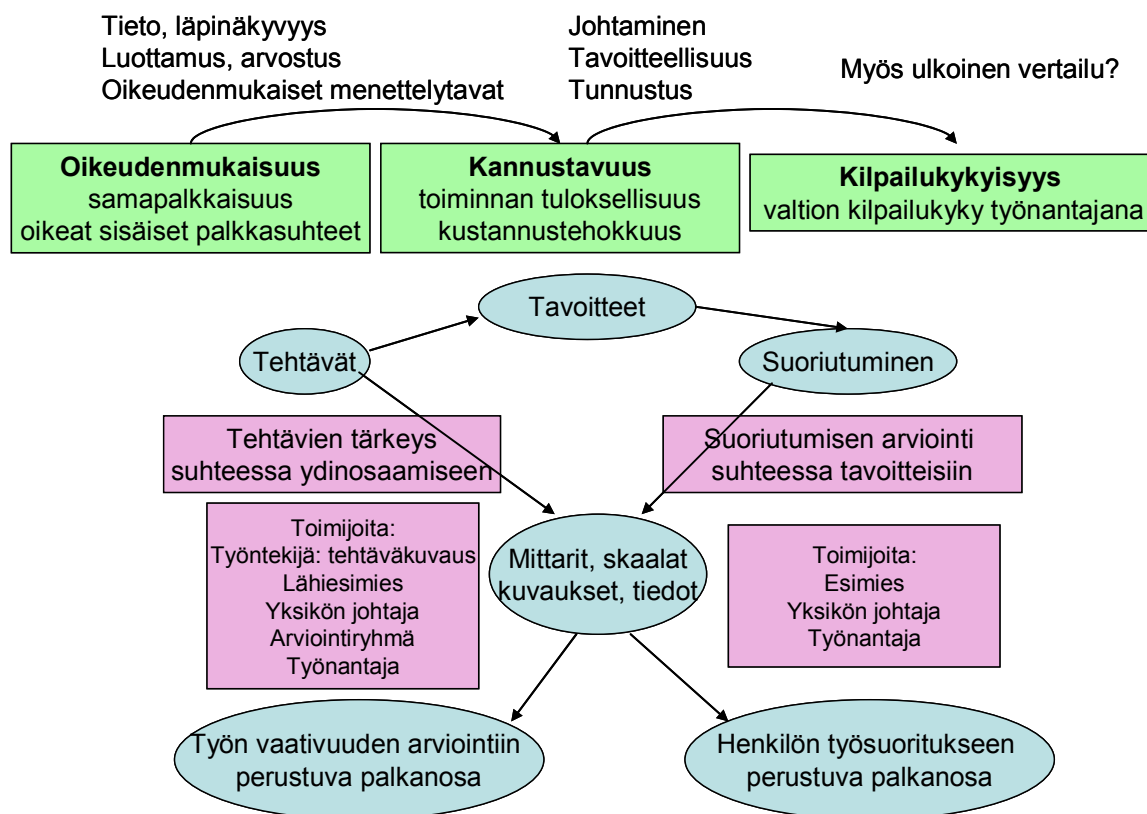 Tieto, läpinäkyvyys
Luottamus, arvostus
Oikeudenmukaiset menettelytavat
Johtaminen
Tavoitteellisuus
Tunnustus
Myös ulkoinen vertailu?
Oikeudenmukaisuus
samapalkkaisuus
oikeat sisäiset palkkasuhteet
Kannustavuus
toiminnan tuloksellisuus
kustannustehokkuus
Kilpailukykyisyys
valtion kilpailukyky työnantajana
Tavoitteet
Tehtävät
Suoriutuminen
Tehtävien tärkeys
suhteessa ydinosaamiseen
Suoriutumisen arviointi
suhteessa tavoitteisiin
Toimijoita:
Työntekijä: tehtäväkuvaus
Lähiesimies
Yksikön johtaja
Arviointiryhmä
Työnantaja
Mittarit, skaalat
kuvaukset, tiedot
Toimijoita:
Esimies
Yksikön johtaja
Työnantaja
Työn vaativuuden arviointiin
perustuva palkanosa
Henkilön työsuoritukseen
perustuva palkanosa